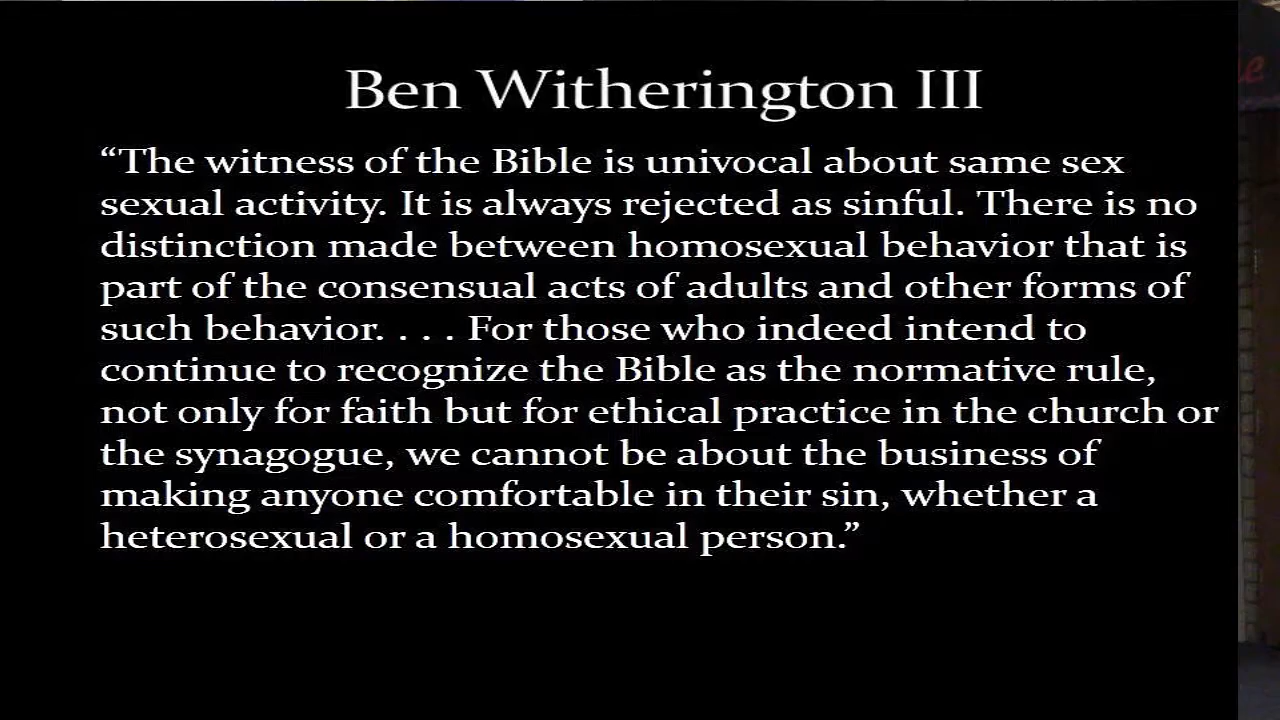 Ben Witherington III
“The witness of the Bible is univocal about same sex
sexual activity. It is always rejected as sinful. There is no
distinction made between homosexual behavior that is
part of the consensual acts of adults and other forms of
such behavior. . . . For those who indeed intend to
continue to recognize the Bible as the normative rule,
not only for faith but for ethical practice in the church or
the synagogue, we cannot be about the business of
making anyone comfortable in their sin, whether a
heterosexual or a homosexual person.”